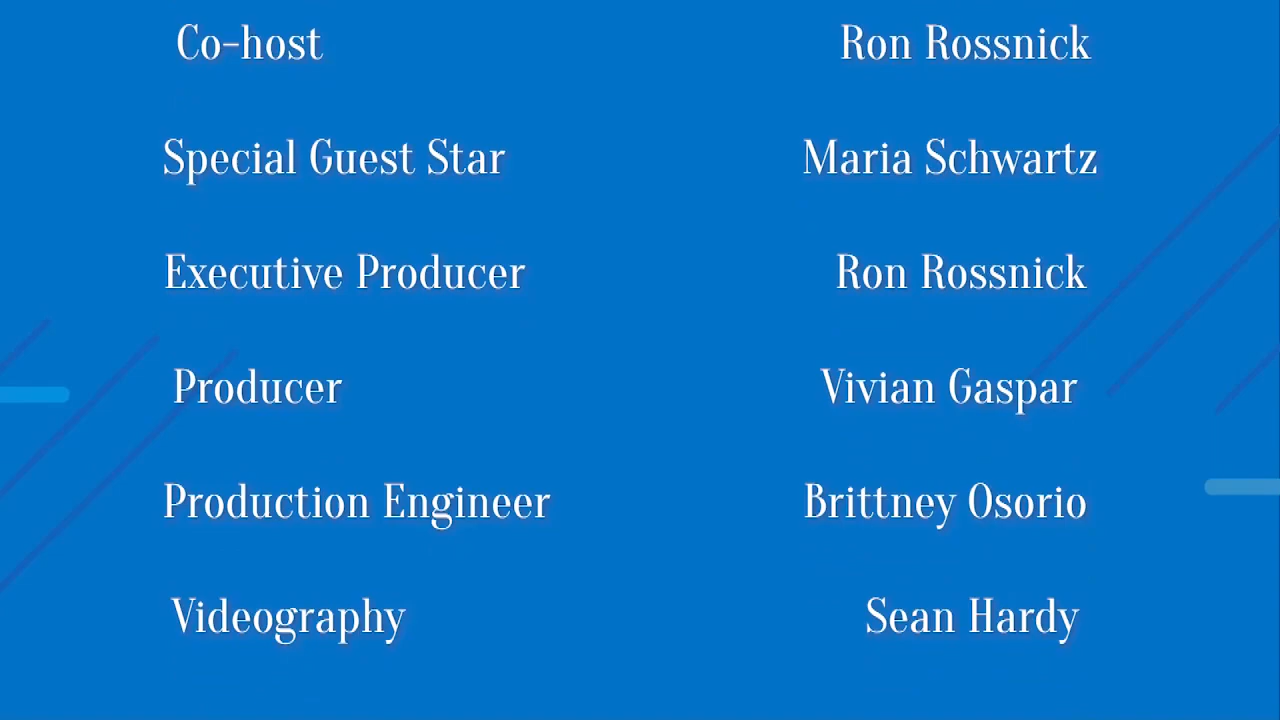 Co-host Ron Rossnick
Special Guest Star Maria Schwartz
Executive Producer Ron Rossnick
Producer Vivian Gaspar
Production Engineer Brittney Osorio
Videography Sean Hardy